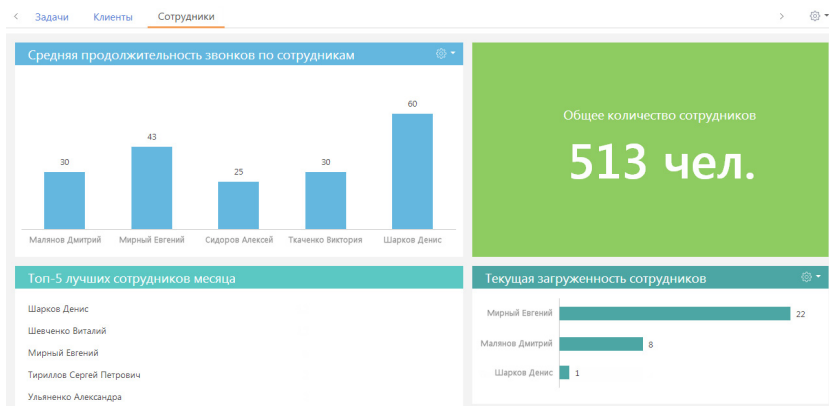 Задачи Клиенты Сотрудники
Средняя продолжительность звонков по сотрудникам
60
43
30
30
25
Малянов Дмитрий Мирный Евгений Сидоров Алексей Ткаченко Виктория Шарков Денис
Общее количество сотрудников
513 чел.
Топ-5 лучших сотрудников месяца
Шарков Денис
Шевченко Виталий
Мирный Евгений
Тириллов Сергей Петрович
Ульяненко Александра
Текущая загруженность сотрудников
Мирный Евгений 22
Малянов Дмитрий 8
Шарков Денис 1